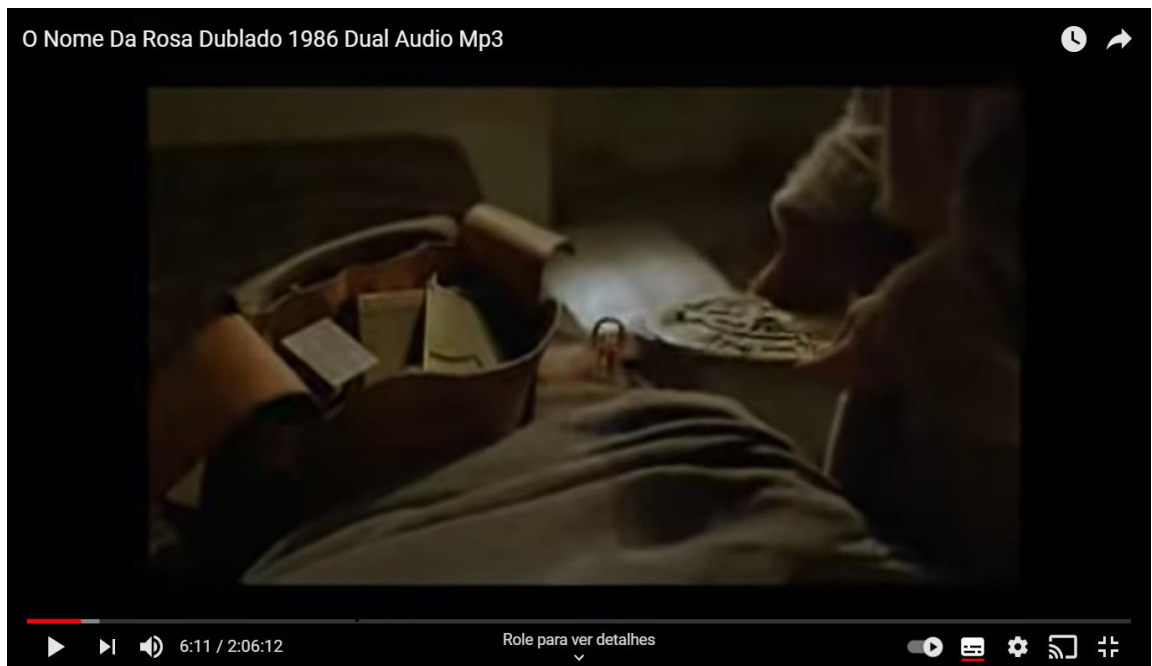 O Nome Da Rosa Dublado 1986 Dual Audio Mp3
6:11 / 2:06:12
Role para ver detalhes